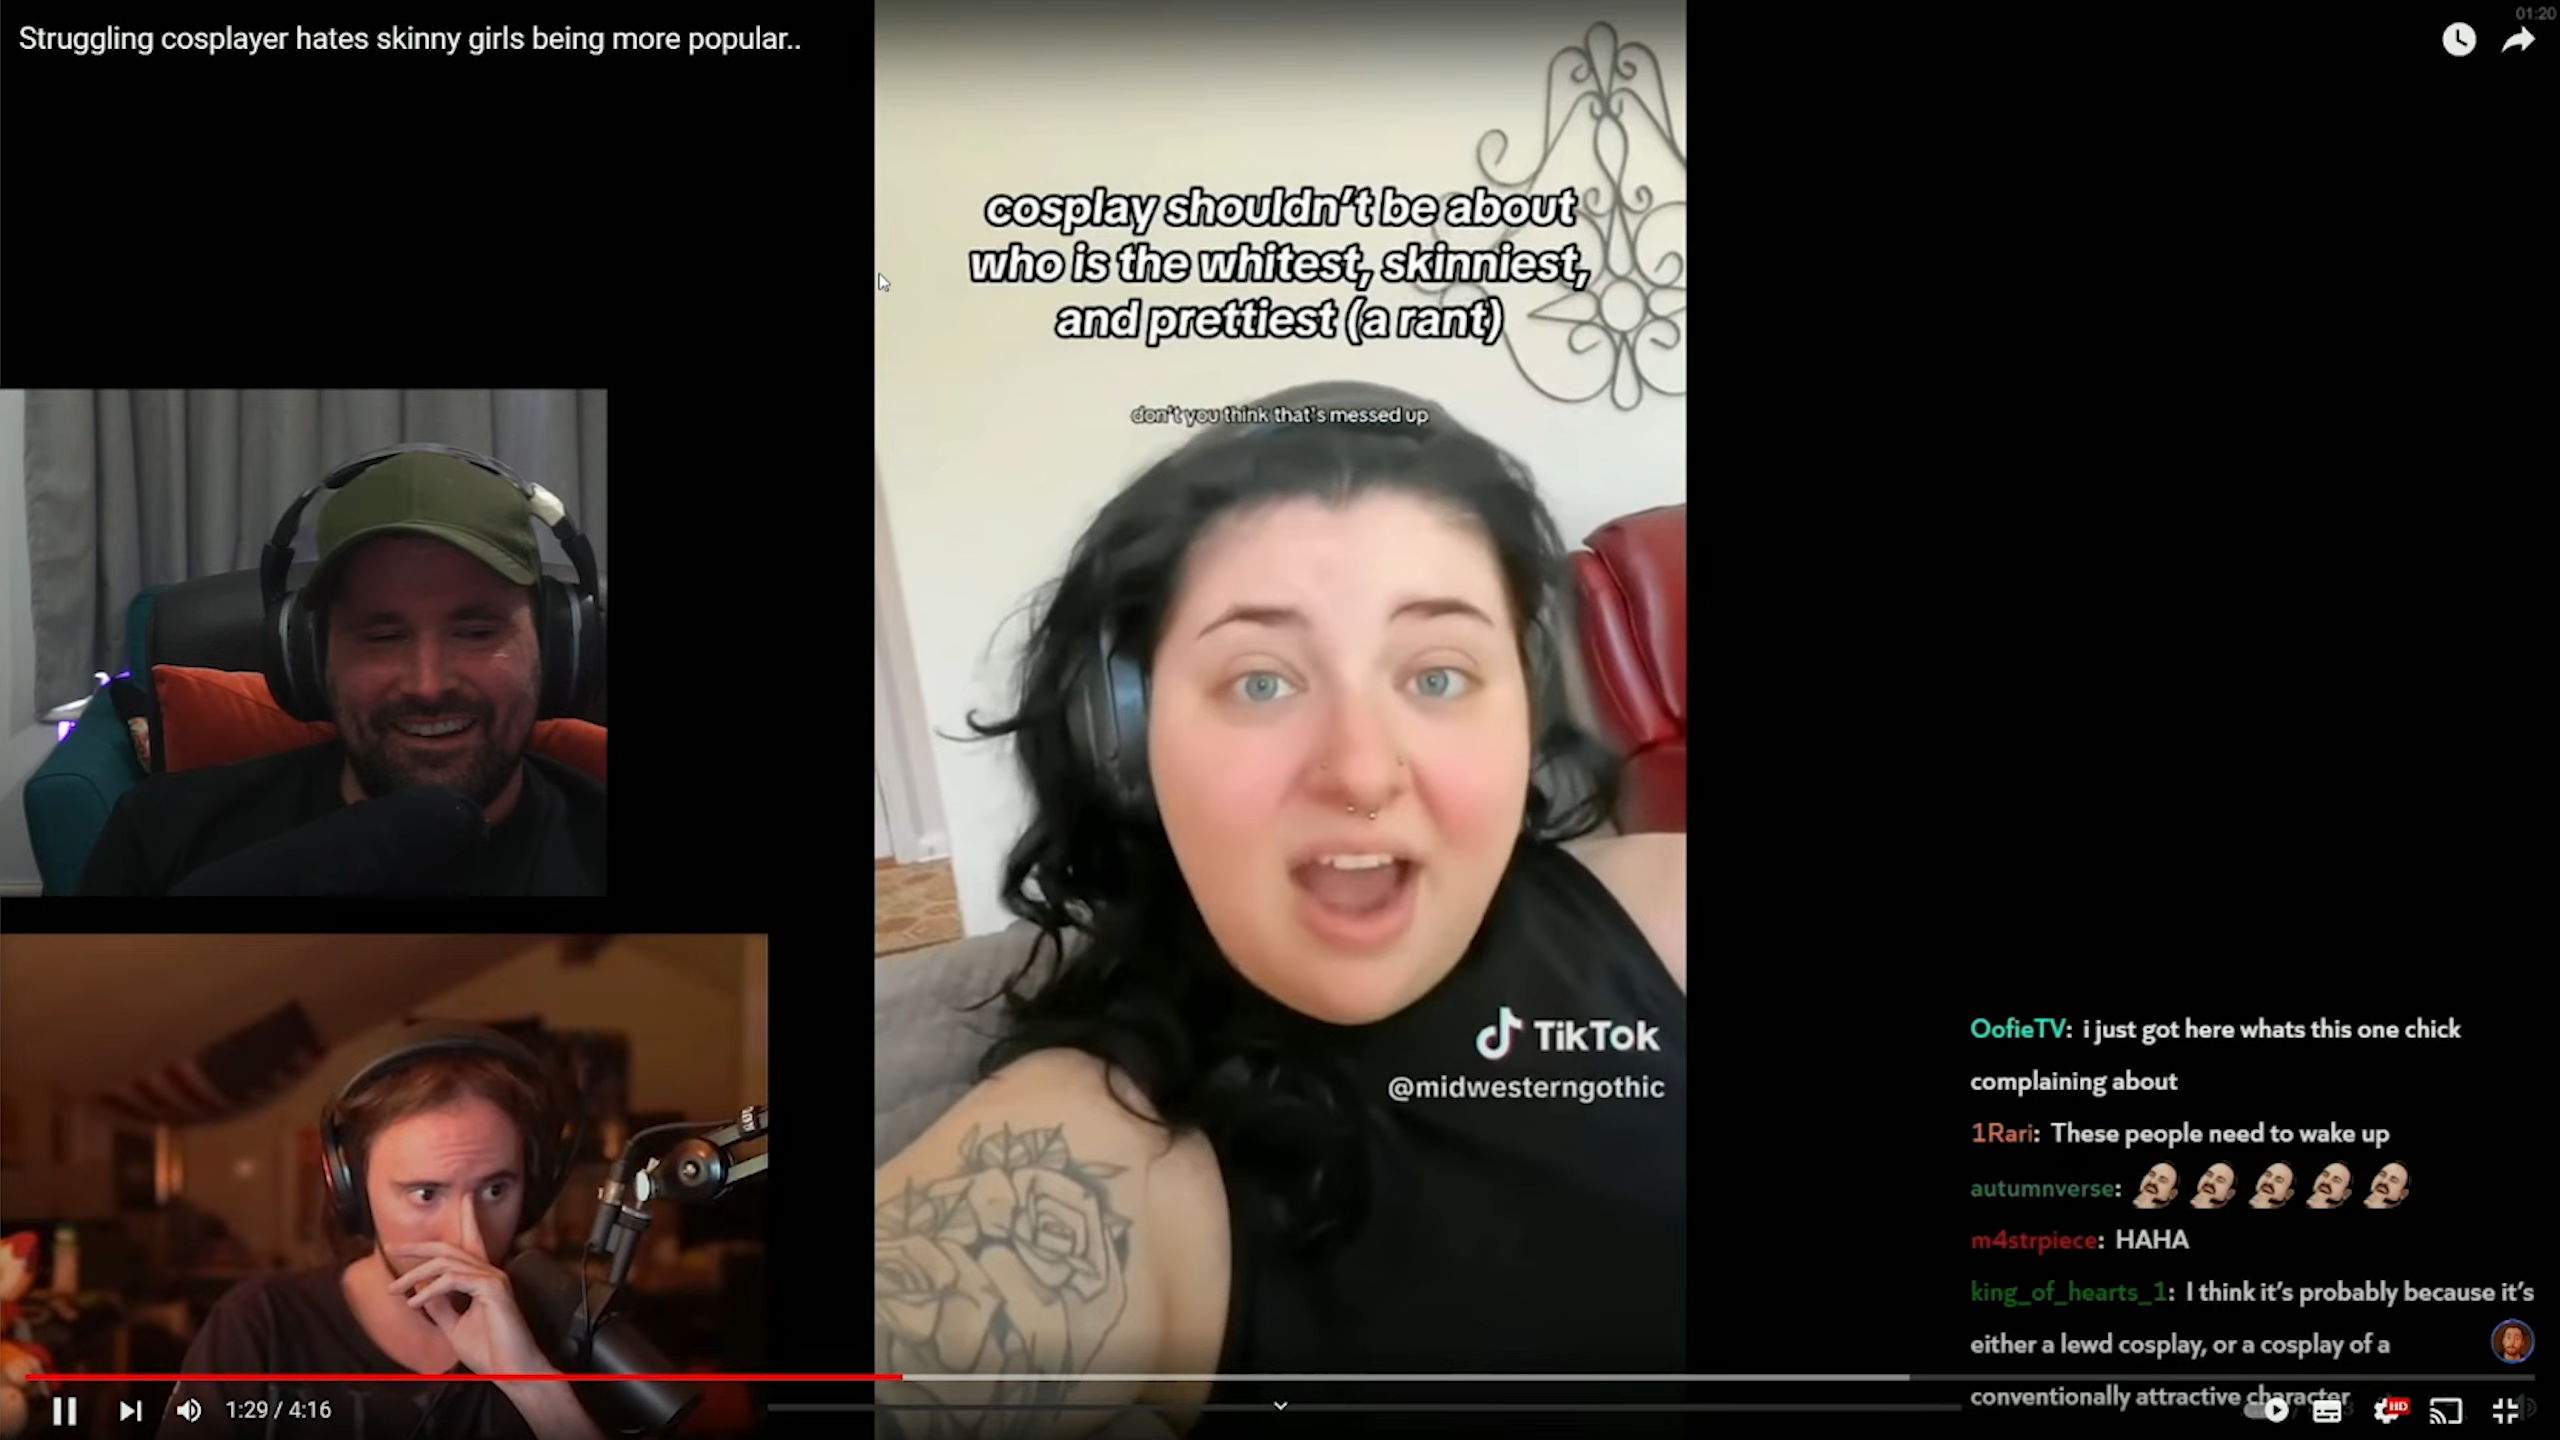 Struggling cosplayer hates skinny girls being more popular..
01:20
cosplay shouldn't be about
who is the whitest, skinniest,
and prettiest (a rant)
don't you think that's messed up
TikTok
@midwesterngothic
OofieTV: i just got here whats this one chick
complaining about
1Rari: These people need to wake up
autumnverse:
m4strpiece: HAHA
king_of_hearts_1: I think it's probably because it's
either a lewd cosplay, or a cosplay of a
conventionally attractive character
1:29 / 4:16
HD